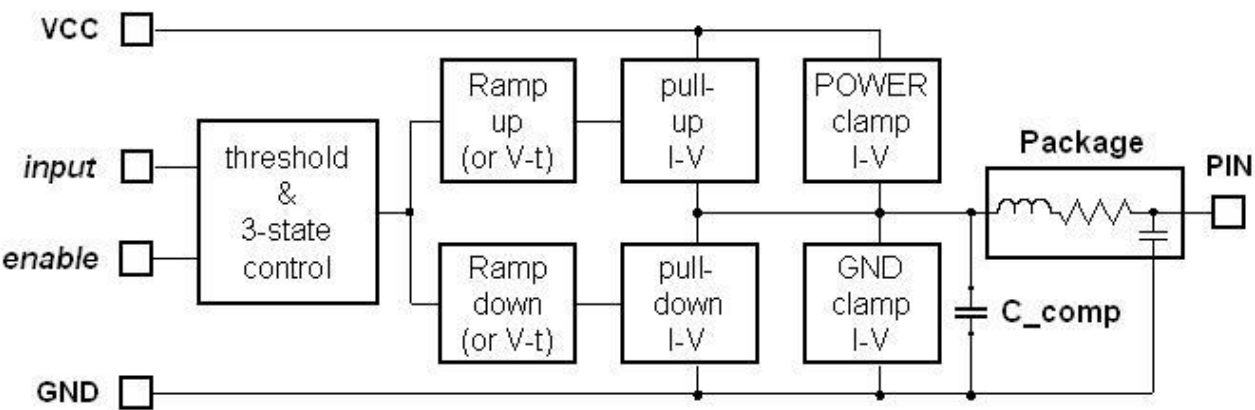 VCC
input
enable
GND
threshold
&
3-state
control
Ramp
up
(or V-t)
Ramp
down
(or V-t)
pull-
up
I-V
pull-
down
I-V
POWER
clamp
I-V
GND
clamp
I-V
C_comp
Package
PIN